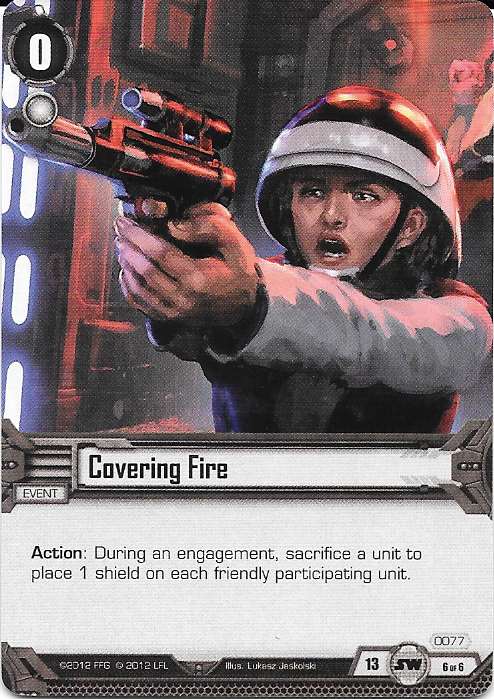 0
Covering Fire
EVENT
Action: During an engagement, sacrifice a unit to
place 1 shield on each friendly participating unit.
0077
©2012 FFG © 2012 LFL
Illus. Lukasz Jaskolski
13
SW
6 of 6